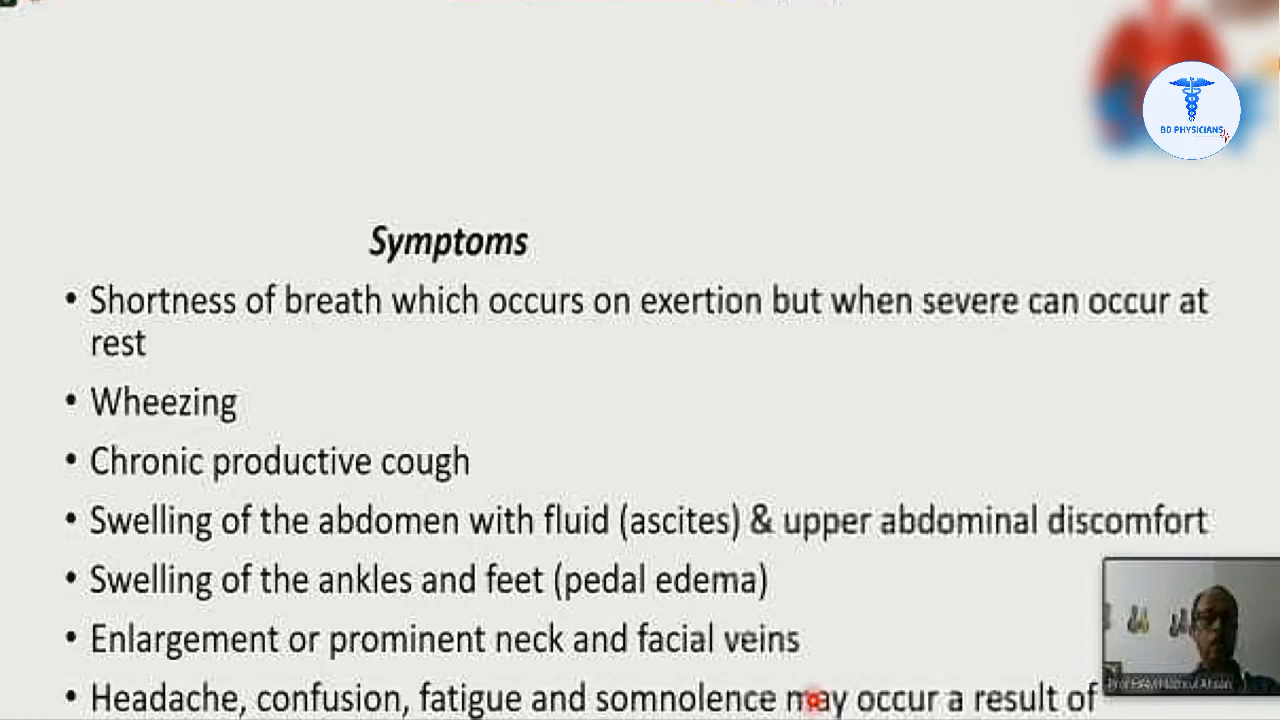 BD PHYSICIANS
Symptoms
• Shortness of breath which occurs on exertion but when severe can occur at
rest
• Wheezing
• Chronic productive cough
• Swelling of the abdomen with fluid (ascites) & upper abdominal discomfort
• Swelling of the ankles and feet (pedal edema)
• Enlargement or prominent neck and facial veins
• Headache, confusion, fatigue and somnolence may occur a result of